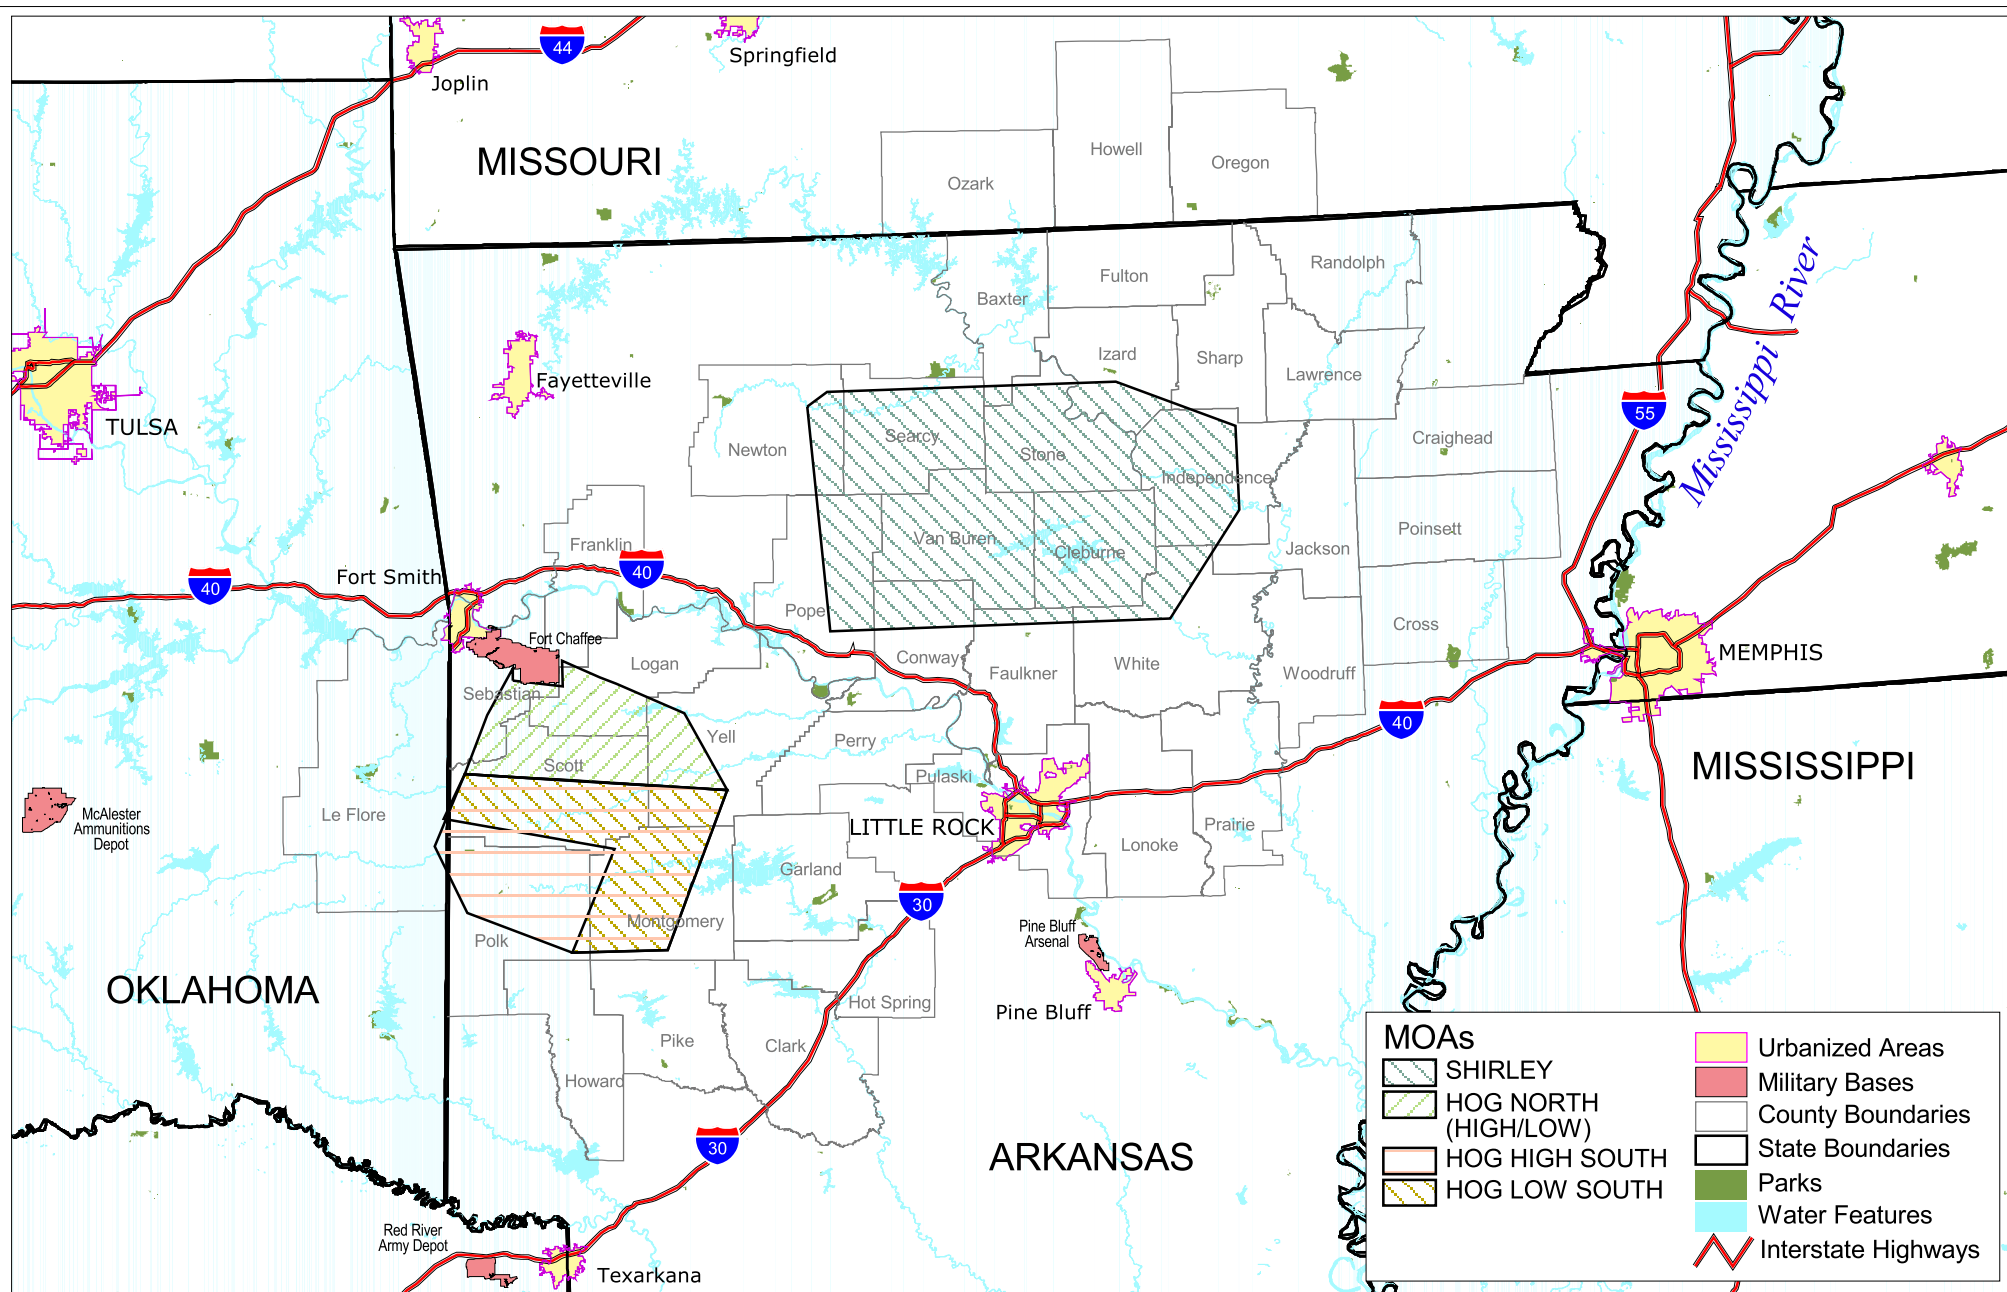 44
Springfield
Joplin
MISSOURI
Howell
Oregon
Ozark
Randolph
Fulton
Baxter
River
Mississippi
Izard
Sharp
Lawrence
Fayetteville
55
TULSA
Searcy
Newton
Stone
Craighead
Independence
Franklin
Van Buren
Cleburne
Jackson
Poinsett
Fort Smith
40
40
Pope
Cross
Fort Chaffee
Logan
Conway
Faulkner
White
Woodruff
MEMPHIS
Sebastian
40
Yell
Perry
Scott
Pulaski
MISSISSIPPI
McAlester
Ammunitions
Depot
Le Flore
LITTLE ROCK
Prairie
Lonoke
Garland
30
Montgomery
Polk
Pine Bluff
Arsenal
OKLAHOMA
Hot Spring
Pine Bluff
Pike
Clark
Howard
30
ARKANSAS
Red River
Army Depot
Texarkana
MOAs
SHIRLEY
HOG NORTH
(HIGH/LOW)
HOG HIGH SOUTH
HOG LOW SOUTH
Urbanized Areas
Military Bases
County Boundaries
State Boundaries
Parks
Water Features
Interstate Highways